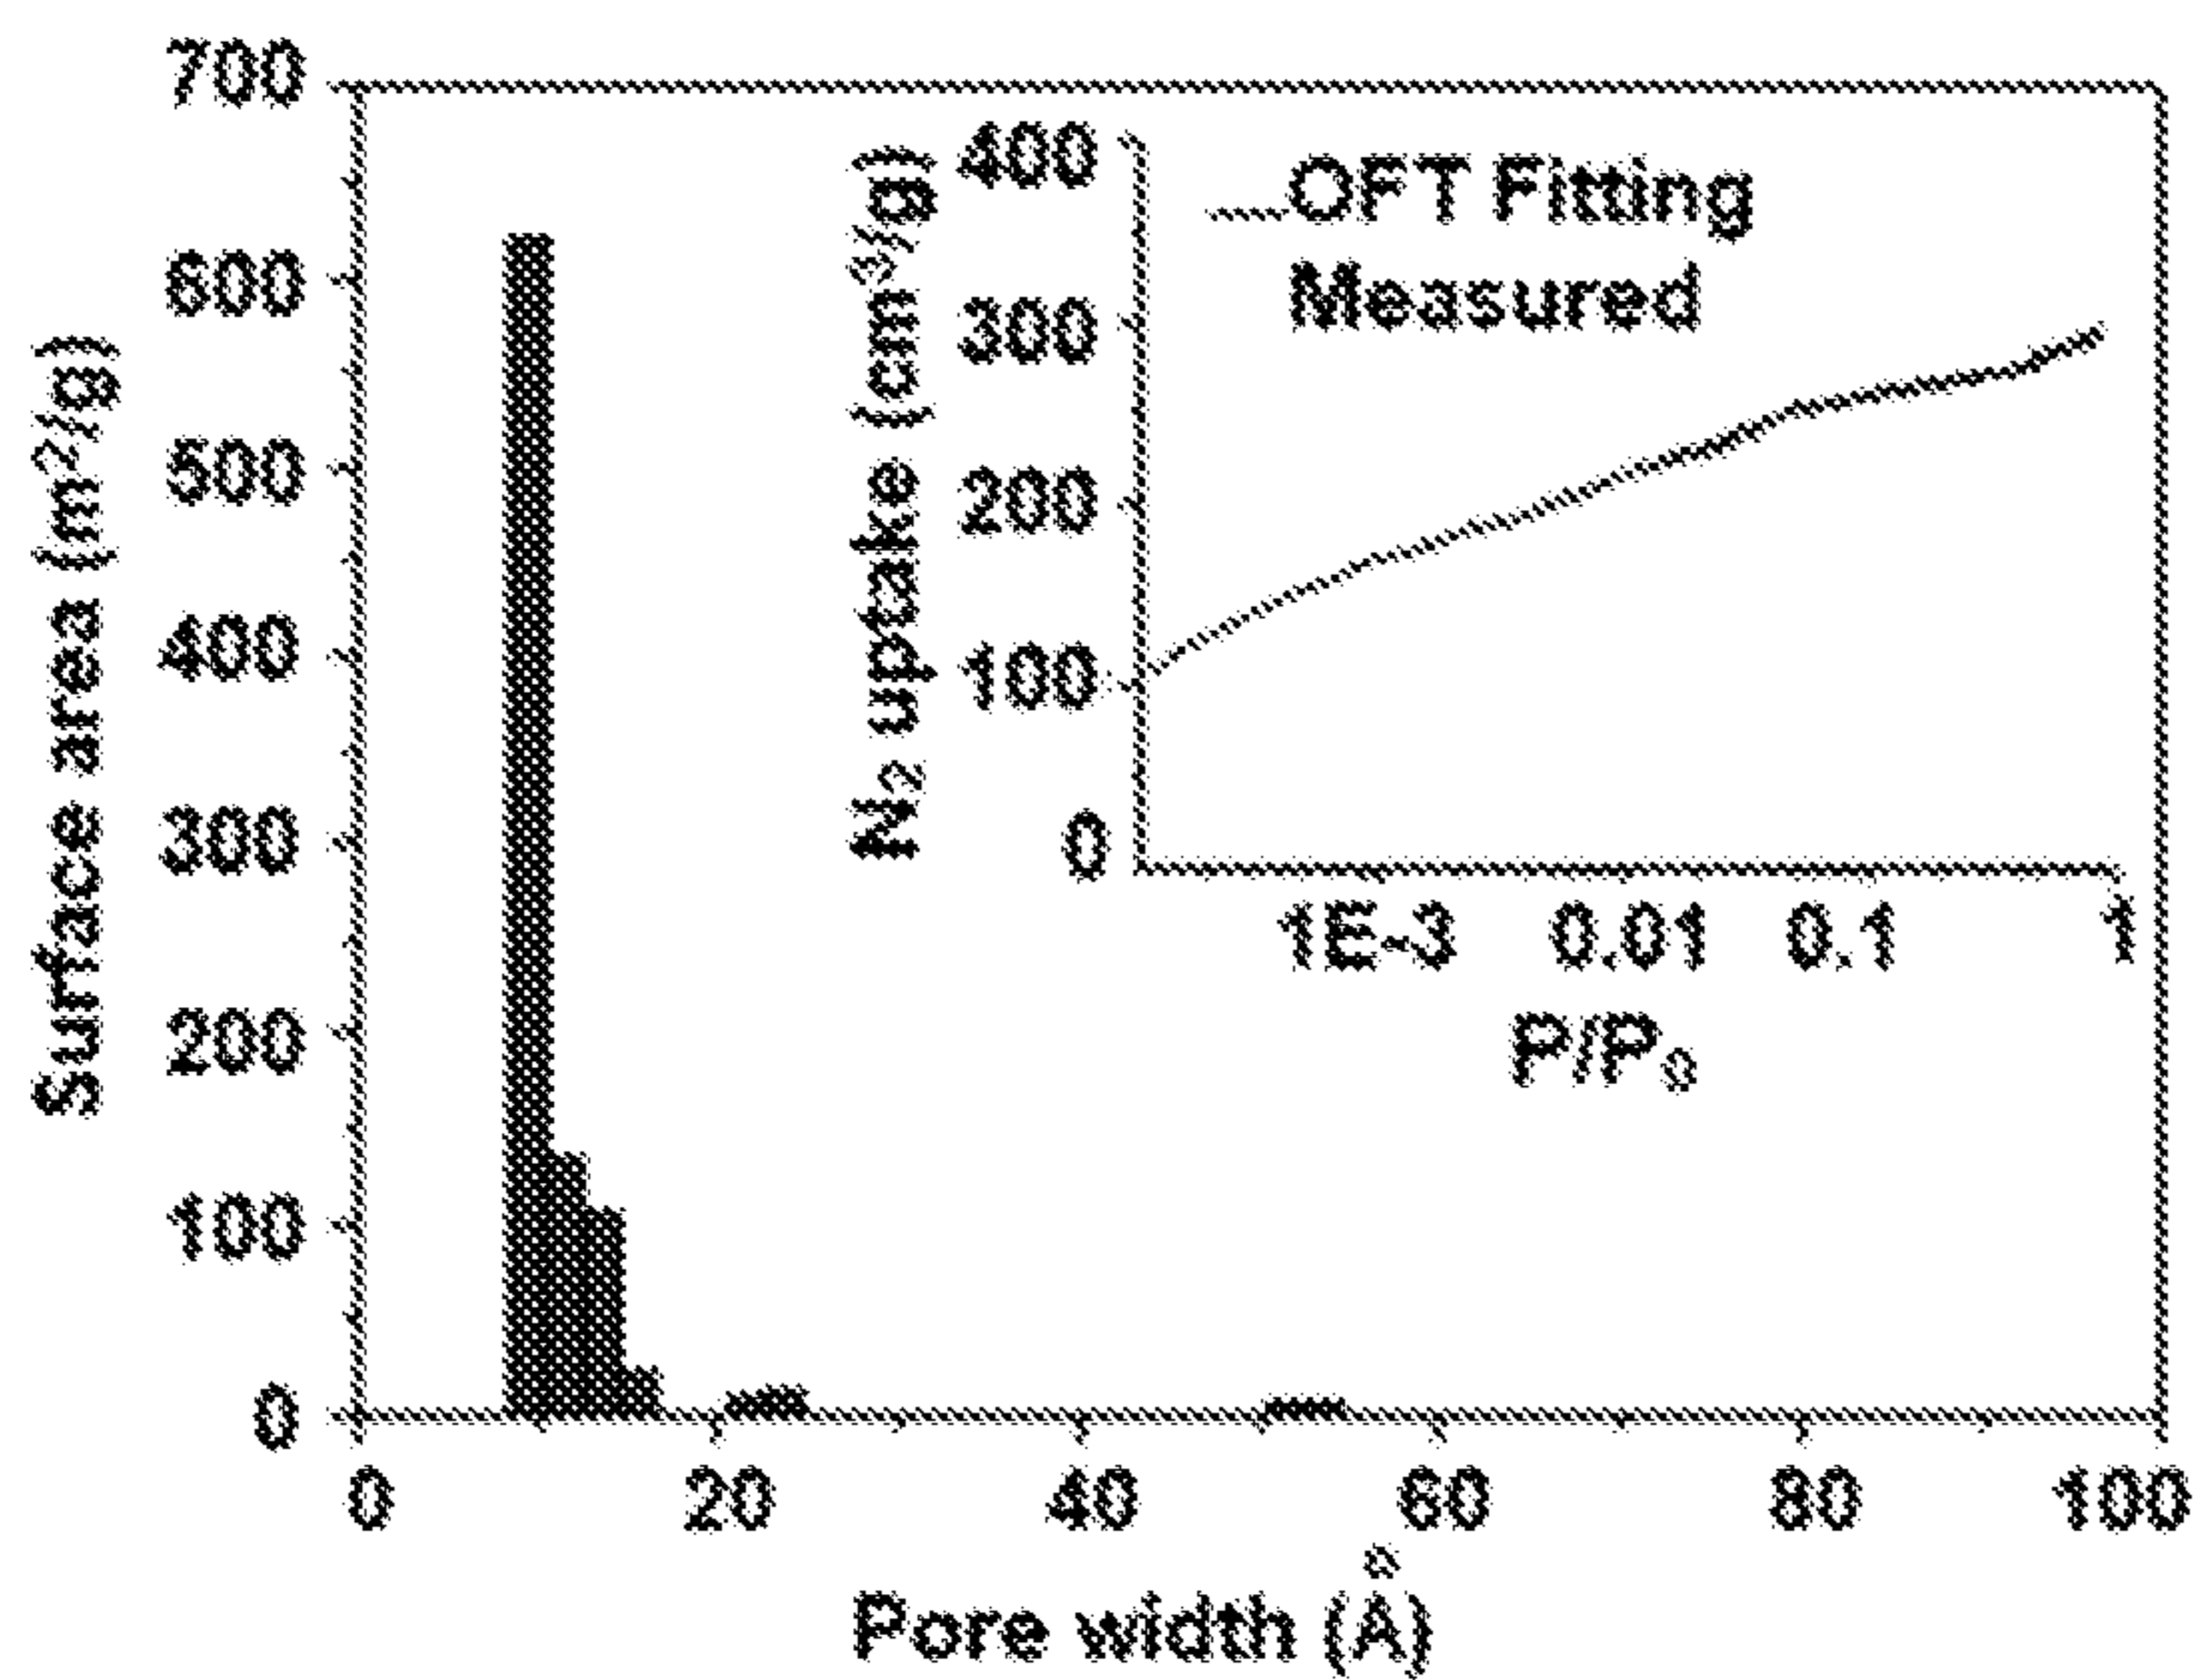 Surface area (m²/g)
700
600
500
400
300
200
100
0
N₂ uptake (cm³/g)
400
300
200
100
0
OFT Fitting
Measured
1E-3 0.01 0.1 1
P/P₀
0 20 40 60 80 100
Pore width (Å)